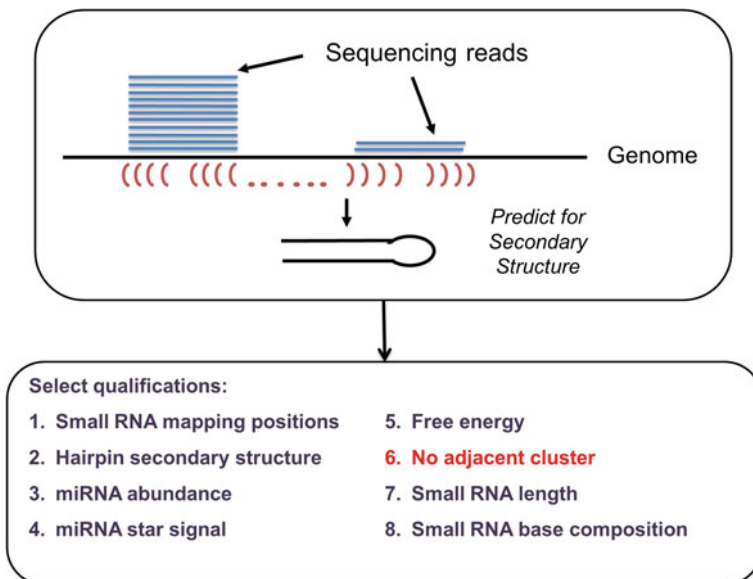 Sequencing reads
Genome
((((  ((((.......))))  ))))
Predict for
Secondary
Structure
Select qualifications:
1. Small RNA mapping positions
2. Hairpin secondary structure
3. miRNA abundance
4. miRNA star signal
5. Free energy
6. No adjacent cluster
7. Small RNA length
8. Small RNA base composition